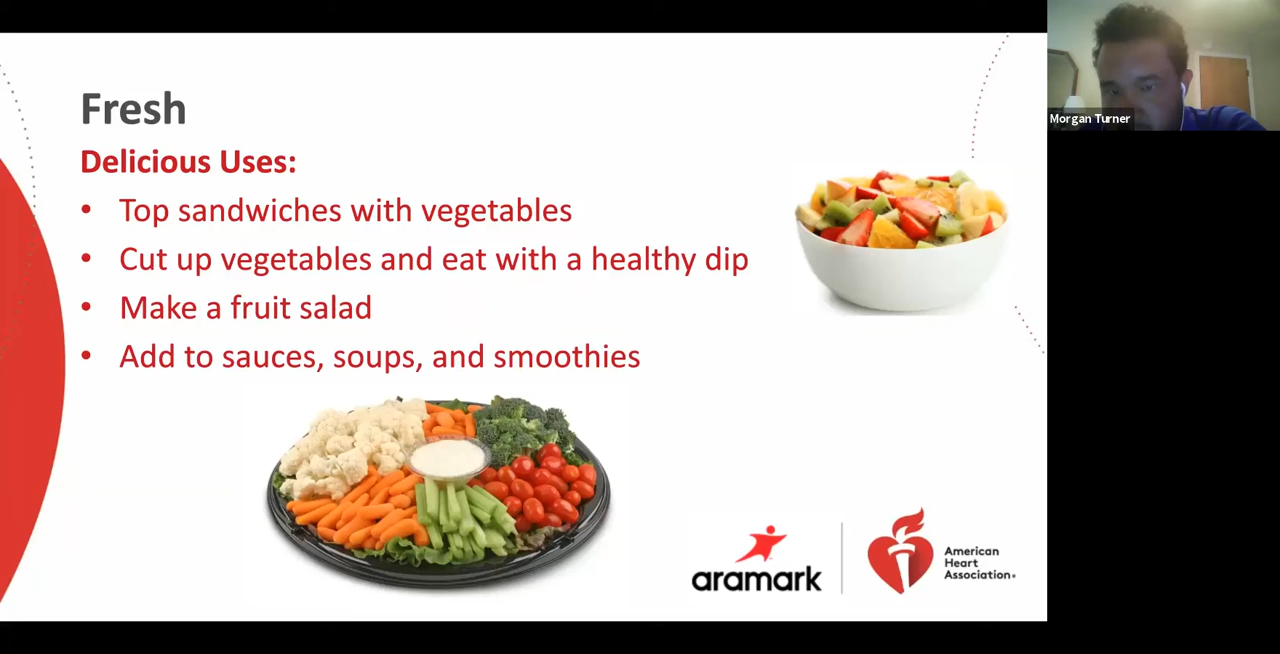 Fresh
Delicious Uses:
• Top sandwiches with vegetables
• Cut up vegetables and eat with a healthy dip
• Make a fruit salad
• Add to sauces, soups, and smoothies
aramark
American
Heart
Association®
Morgan Turner